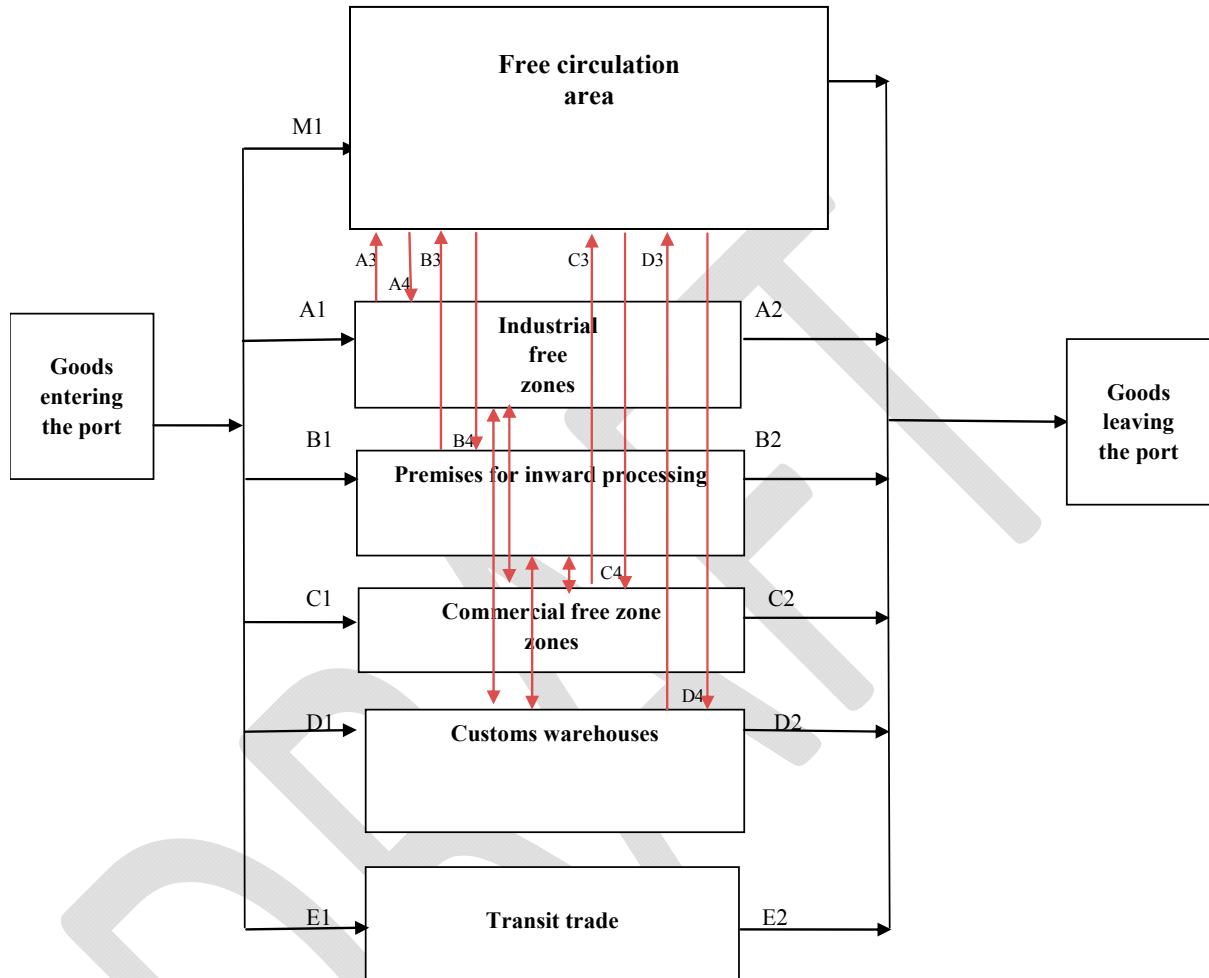 Free circulation
area
M1
A3
A4
B3
C3
D3
A1
Industrial
free
zones
A2
Goods
entering
the port
Goods
leaving
the port
B1
B4
B2
Premises for inward processing
C1
C4
C2
Commercial free zone
zones
D1
D4
D2
Customs warehouses
E1
Transit trade
E2
DRAFT